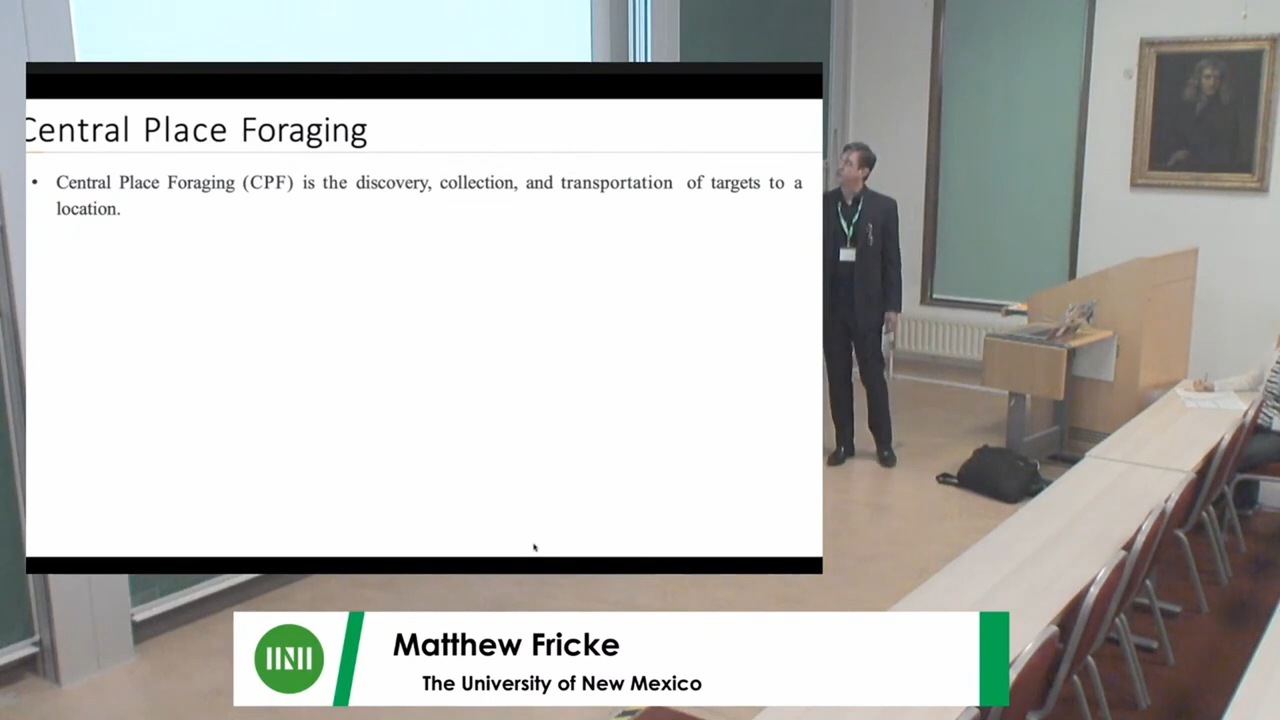 Central Place Foraging
• Central Place Foraging (CPF) is the discovery, collection, and transportation of targets to a
location.
Matthew Fricke
The University of New Mexico